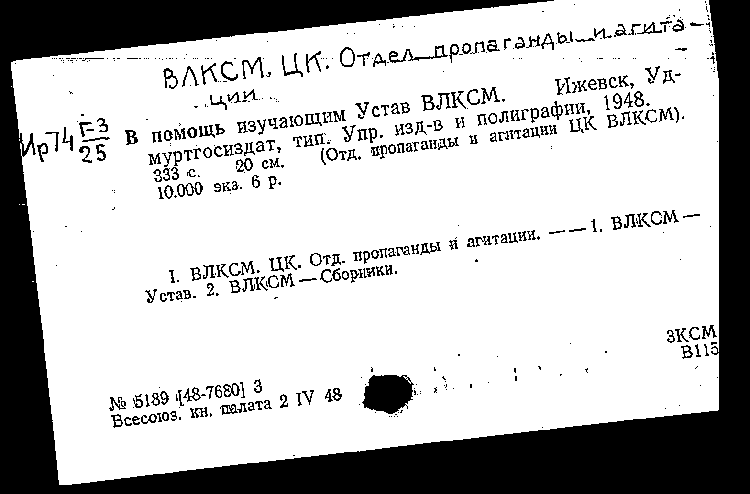 ВЛКСМ. ЦК. Отдел пропаганды и агита-
ции
Ир74 Е-3
25
В помощь изучающим Устав ВЛКСМ. Ижевск, Уд-
муртгосиздат, тип. Упр. изд-в и полиграфии, 1948.
333 с. 20 см. (Отд. пропаганды и агитации ЦК ВЛКСМ).
10.000 экз. 6 р.
I. ВЛКСМ. ЦК. Отд. пропаганды и агитации. — — 1. ВЛКСМ —
Устав. 2. ВЛКСМ — Сборники.
3КСМ
В115
№ 5189 [48-7680] 3
Всесоюз. кн. палата 2 IV 48